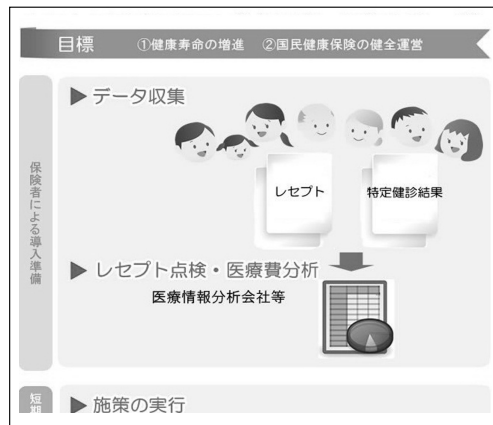 目標 ①健康寿命の増進 ②国民健康保険の健全運営
保険者による導入準備
▶データ収集
レセプト
特定健診結果
▶レセプト点検・医療費分析
医療情報分析会社等
短期
▶施策の実行